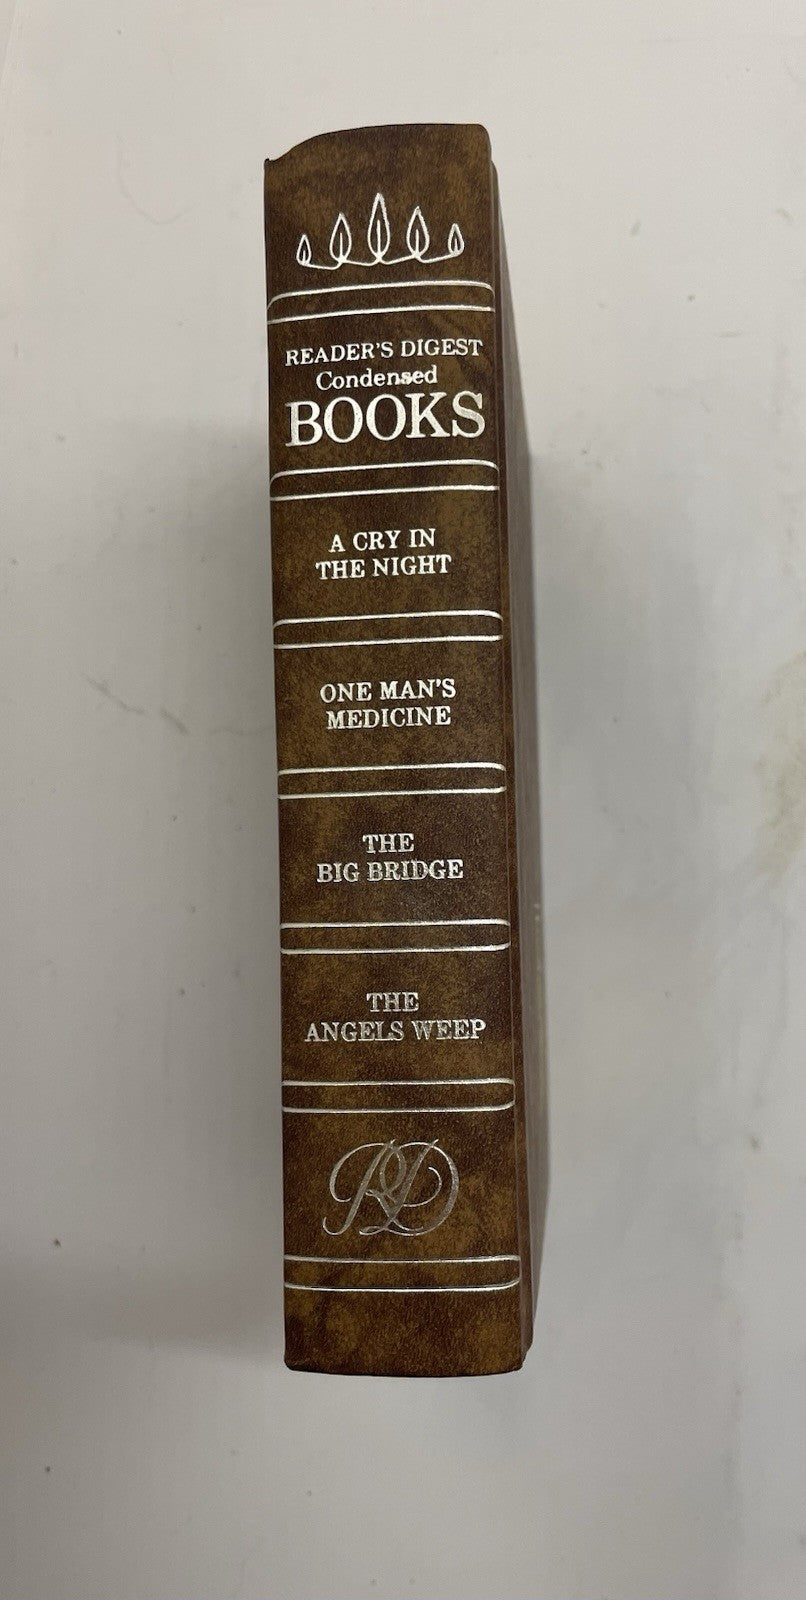 READER'S DIGEST
Condensed
BOOKS
A CRY IN
THE NIGHT
ONE MAN'S
MEDICINE
THE
BIG BRIDGE
THE
ANGELS WEEP
RD